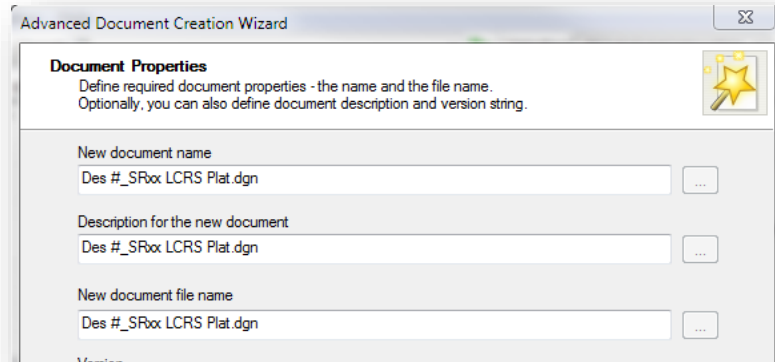 Advanced Document Creation Wizard
Document Properties
Define required document properties - the name and the file name.
Optionally, you can also define document description and version string.
New document name
Des #_SRxx LCRS Plat.dgn
...
Description for the new document
Des #_SRxx LCRS Plat.dgn
...
New document file name
Des #_SRxx LCRS Plat.dgn
...
Version